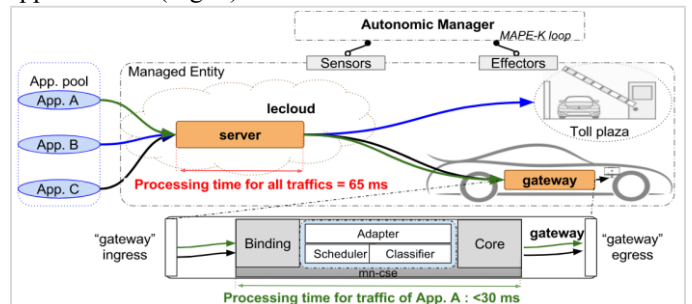 Autonomic Manager
MAPE-K loop
Sensors
Effectors
App. pool
Managed Entity
App. A
lecloud
server
App. B
Toll plaza
Processing time for all traffics = 65 ms
App. C
gateway
"gateway"
ingress
Binding
Adapter
Scheduler
Classifier
Core
gateway
"gateway"
egress
mn-cse
Processing time for traffic of App. A : <30 ms